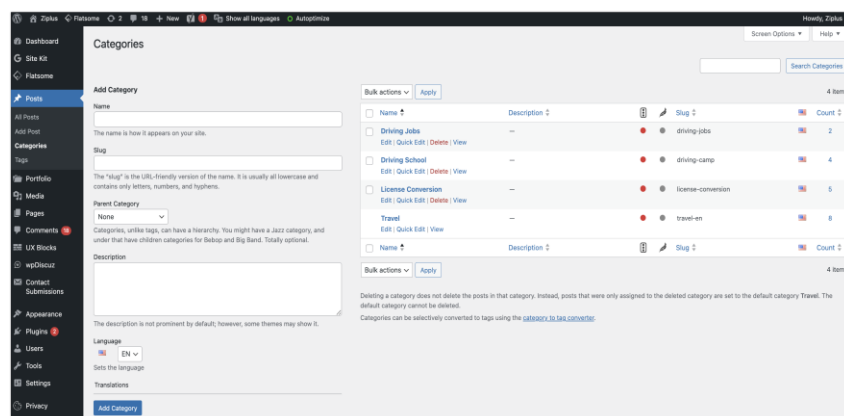 Ziplus Flatsome 2 18 + New 1 Show all languages Autoptimize Howdy, Ziplus
Screen Options Help
Dashboard
Site Kit
Flatsome
Posts
All Posts
Add Post
Categories
Tags
Portfolio
Media
Pages
Comments 18
UX Blocks
wpDiscuz
Contact
Submissions
Appearance
Plugins 2
Users
Tools
Settings
Privacy
Categories
Search Categories
Add Category
Name
The name is how it appears on your site.
Slug
The "slug" is the URL-friendly version of the name. It is usually all lowercase and
contains only letters, numbers, and hyphens.
Parent Category
None
Categories, unlike tags, can have a hierarchy. You might have a Jazz category, and
under that have children categories for Bebop and Big Band. Totally optional.
Description
The description is not prominent by default; however, some themes may show it.
Language
EN
Sets the language
Translations
Add Category
Bulk actions Apply 4 item
Name Description Slug Count
Driving Jobs — driving-jobs 2
Edit | Quick Edit | Delete | View
Driving School — driving-camp 4
Edit | Quick Edit | Delete | View
License Conversion — license-conversion 5
Edit | Quick Edit | Delete | View
Travel — travel-en 8
Edit | Quick Edit | View
Name Description Slug Count
Bulk actions Apply 4 item
Deleting a category does not delete the posts in that category. Instead, posts that were only assigned to the deleted category are set to the default category Travel. The
default category cannot be deleted.
Categories can be selectively converted to tags using the category to tag converter.